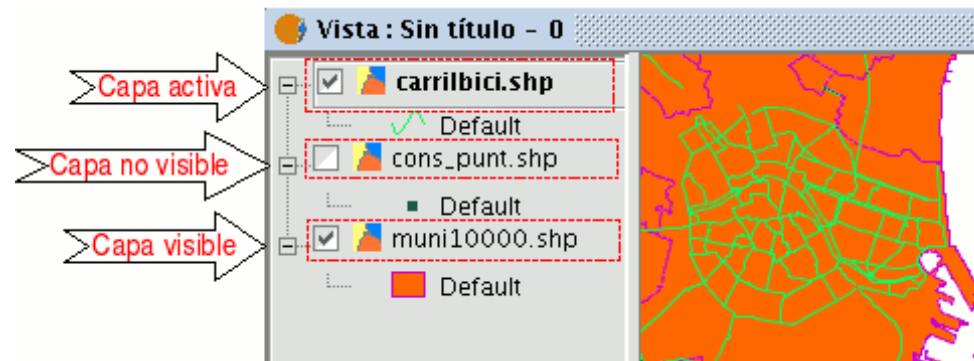 Vista : Sin título - 0
Capa activa
carrilbici.shp
Default
Capa no visible
cons_punt.shp
Default
Capa visible
muni10000.shp
Default